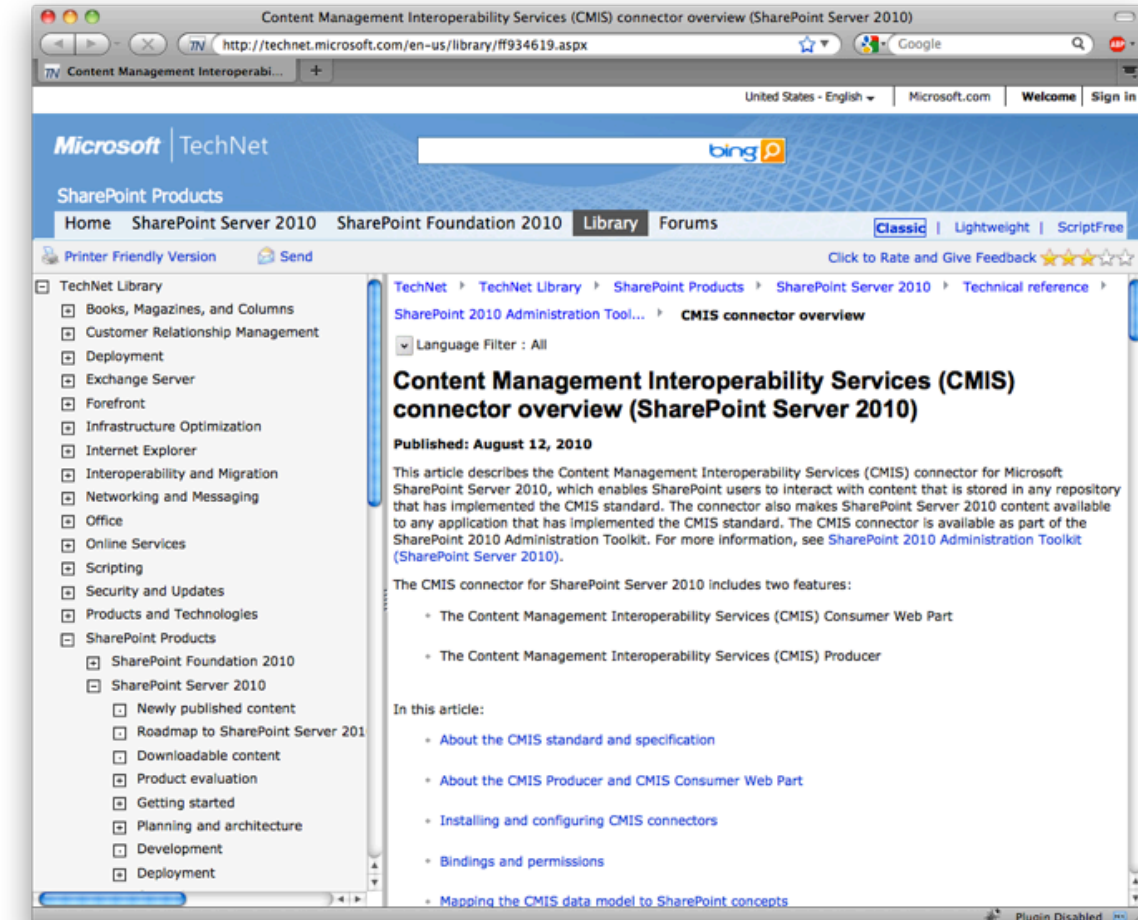 Content Management Interoperability Services (CMIS) connector overview (SharePoint Server 2010)
TN http://technet.microsoft.com/en-us/library/ff934619.aspx
Google
ABP
TN Content Management Interoperabi... +
United States - English Microsoft.com Welcome Sign in
Microsoft TechNet
bing
SharePoint Products
Home SharePoint Server 2010 SharePoint Foundation 2010 Library Forums
Classic | Lightweight | ScriptFree
Printer Friendly Version Send
Click to Rate and Give Feedback
TechNet Library
Books, Magazines, and Columns
Customer Relationship Management
Deployment
Exchange Server
Forefront
Infrastructure Optimization
Internet Explorer
Interoperability and Migration
Networking and Messaging
Office
Online Services
Scripting
Security and Updates
Products and Technologies
SharePoint Products
SharePoint Foundation 2010
SharePoint Server 2010
Newly published content
Roadmap to SharePoint Server 201
Downloadable content
Product evaluation
Getting started
Planning and architecture
Development
Deployment
TechNet TechNet Library SharePoint Products SharePoint Server 2010 Technical reference
SharePoint 2010 Administration Tool... CMIS connector overview
Language Filter : All
Content Management Interoperability Services (CMIS)
connector overview (SharePoint Server 2010)
Published: August 12, 2010
This article describes the Content Management Interoperability Services (CMIS) connector for Microsoft
SharePoint Server 2010, which enables SharePoint users to interact with content that is stored in any repository
that has implemented the CMIS standard. The connector also makes SharePoint Server 2010 content available
to any application that has implemented the CMIS standard. The CMIS connector is available as part of the
SharePoint 2010 Administration Toolkit. For more information, see SharePoint 2010 Administration Toolkit
(SharePoint Server 2010).
The CMIS connector for SharePoint Server 2010 includes two features:
The Content Management Interoperability Services (CMIS) Consumer Web Part
The Content Management Interoperability Services (CMIS) Producer
In this article:
About the CMIS standard and specification
About the CMIS Producer and CMIS Consumer Web Part
Installing and configuring CMIS connectors
Bindings and permissions
Mapping the CMIS data model to SharePoint concepts
Plugin Disabled